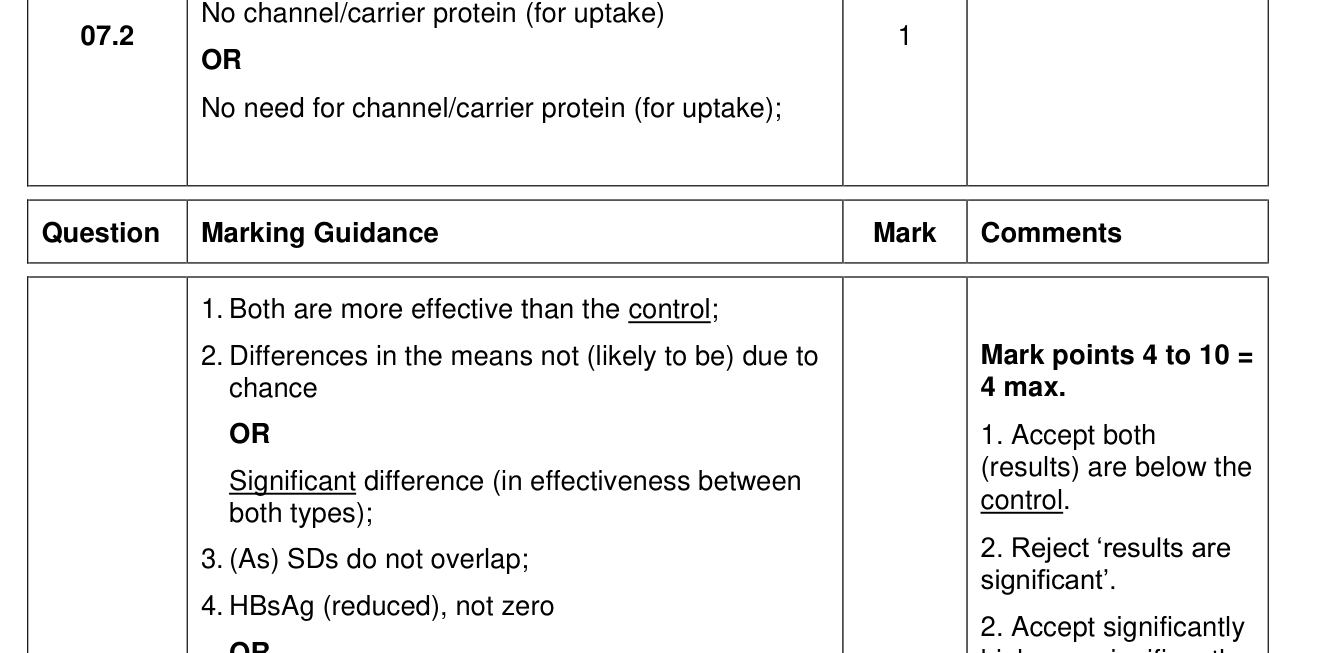 No channel/carrier protein (for uptake)
07.2
1
OR
No need for channel/carrier protein (for uptake);
Question Marking Guidance Mark Comments
1. Both are more effective than the control;
2. Differences in the means not (likely to be) due to
chance
OR
Significant difference (in effectiveness between
both types);
3. (As) SDs do not overlap;
4. HBsAg (reduced), not zero
OR
Mark points 4 to 10 =
4 max.
1. Accept both
(results) are below the
control.
2. Reject ‘results are
significant’.
2. Accept significantly